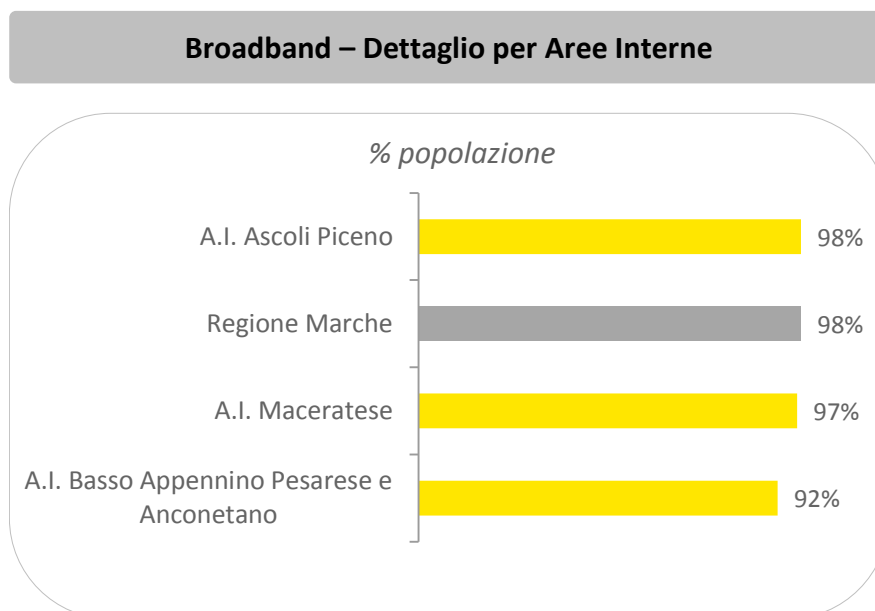 Broadband – Dettaglio per Aree Interne
% popolazione
A.I. Ascoli Piceno
98%
Regione Marche
98%
A.I. Maceratese
97%
A.I. Basso Appennino Pesarese e
Anconetano
92%